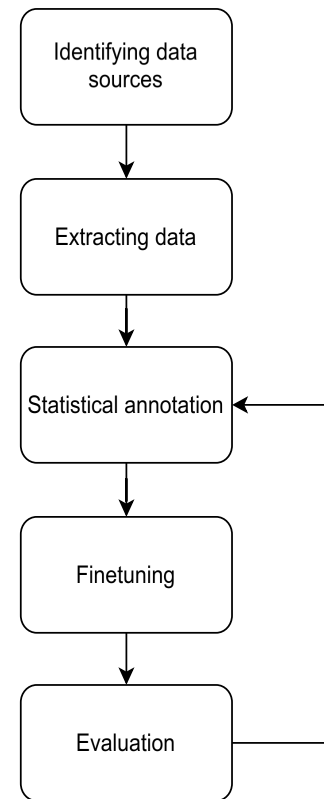 Identifying data
sources
Extracting data
Statistical annotation
Finetuning
Evaluation